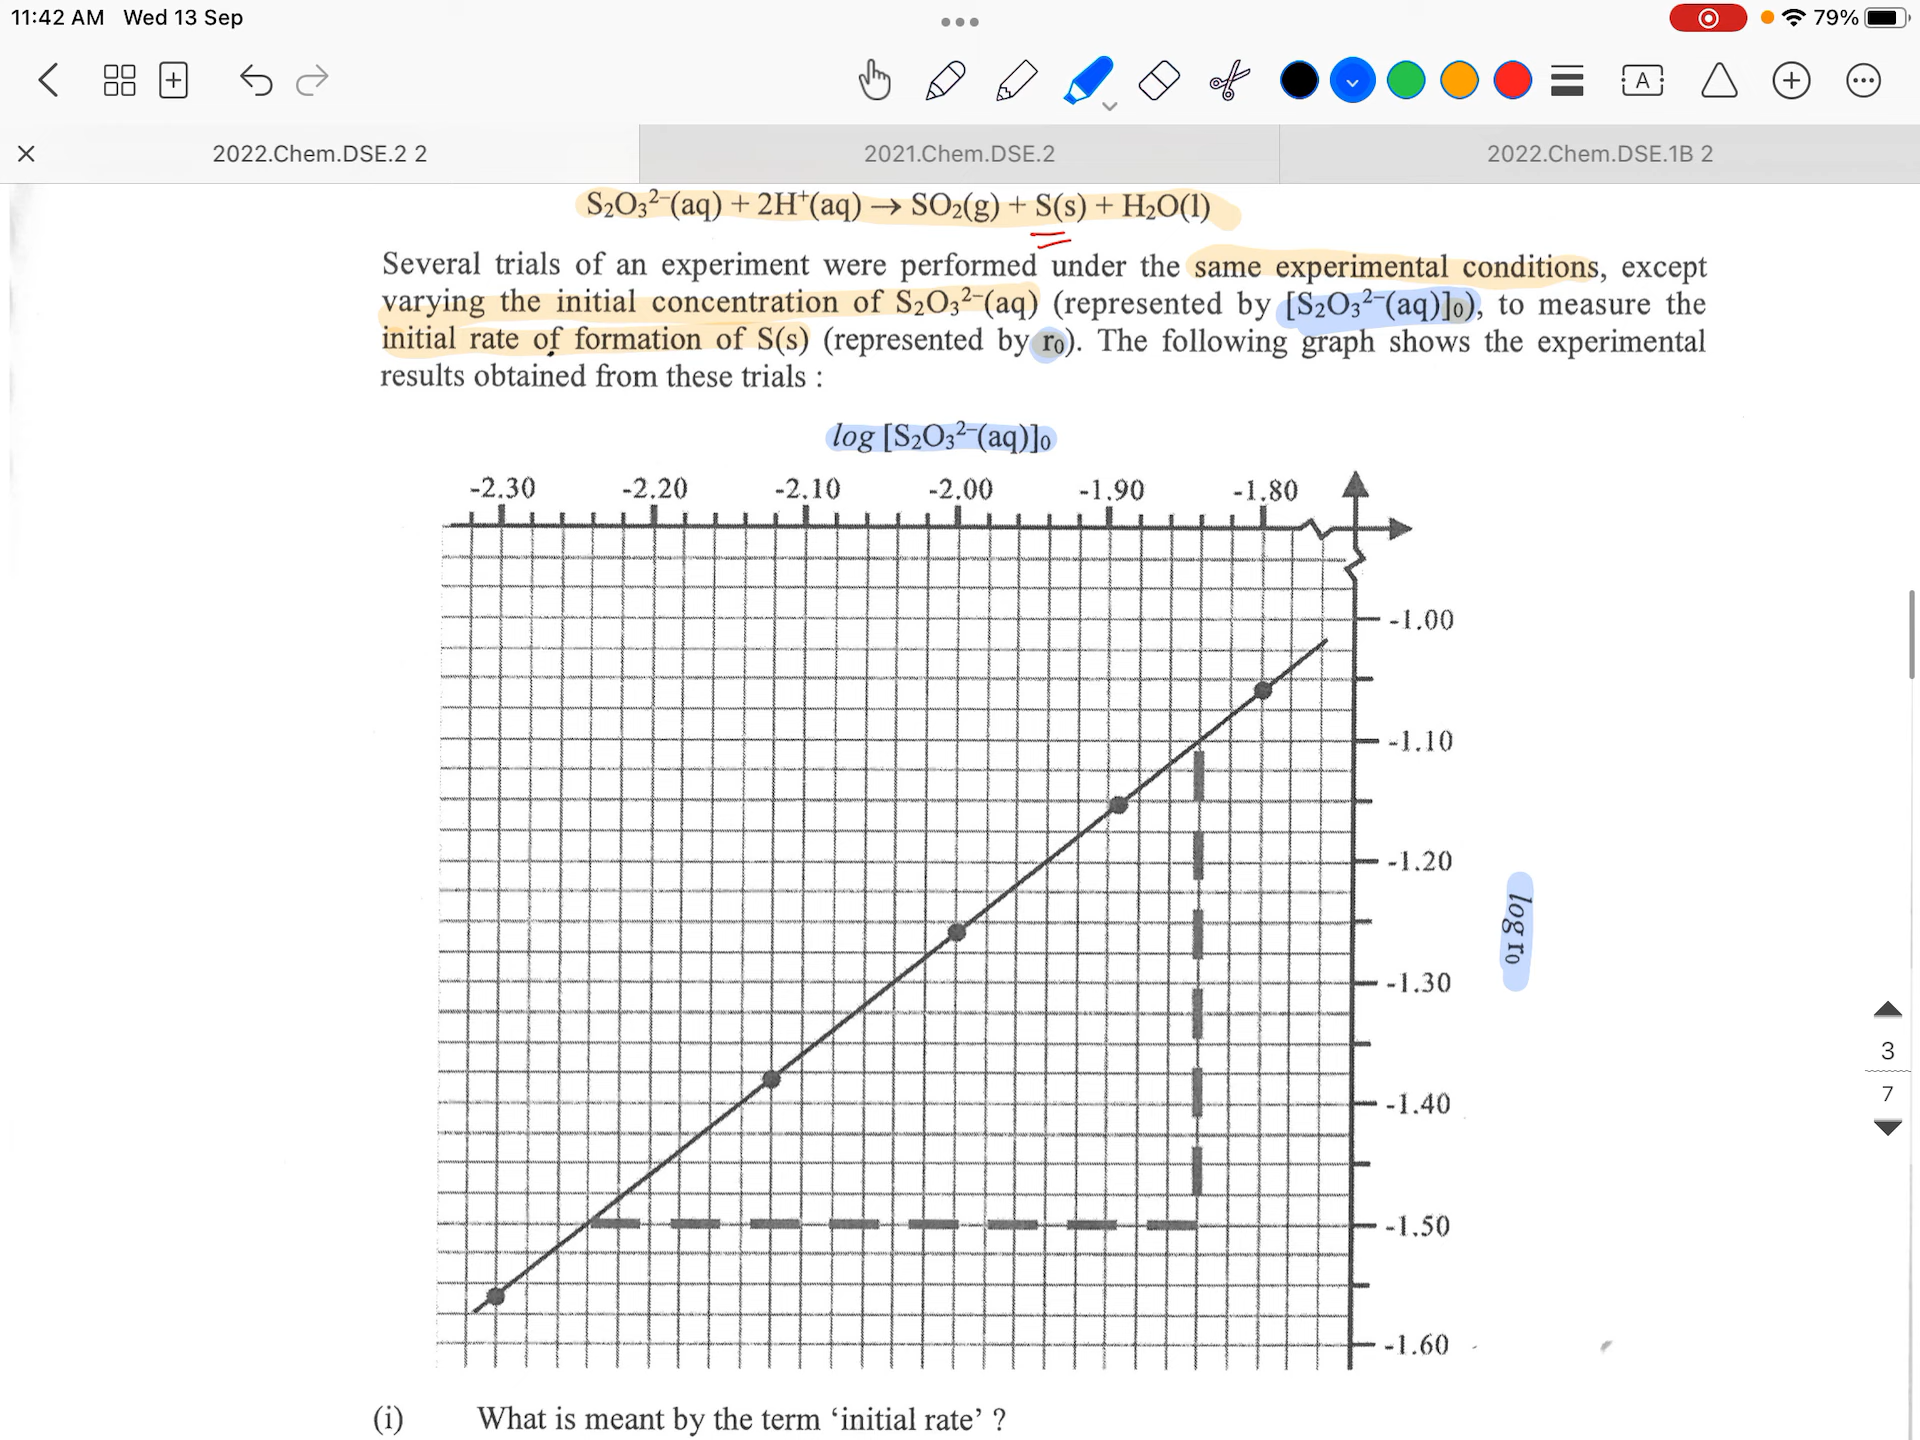 11:42 AM Wed 13 Sep
79%
A
2022.Chem.DSE.2 2
2021.Chem.DSE.2
2022.Chem.DSE.1B 2
S₂O₃²⁻(aq) + 2H⁺(aq) → SO₂(g) + S(s) + H₂O(l)
Several trials of an experiment were performed under the same experimental conditions, except
varying the initial concentration of S₂O₃²⁻(aq) (represented by [S₂O₃²⁻(aq)]₀), to measure the
initial rate of formation of S(s) (represented by r₀). The following graph shows the experimental
results obtained from these trials :
log [S₂O₃²⁻(aq)]₀
-2.30 -2.20 -2.10 -2.00 -1.90 -1.80
-1.00
-1.10
-1.20
log r₀
-1.30
-1.40
-1.50
-1.60
3
7
(i) What is meant by the term ‘initial rate’ ?